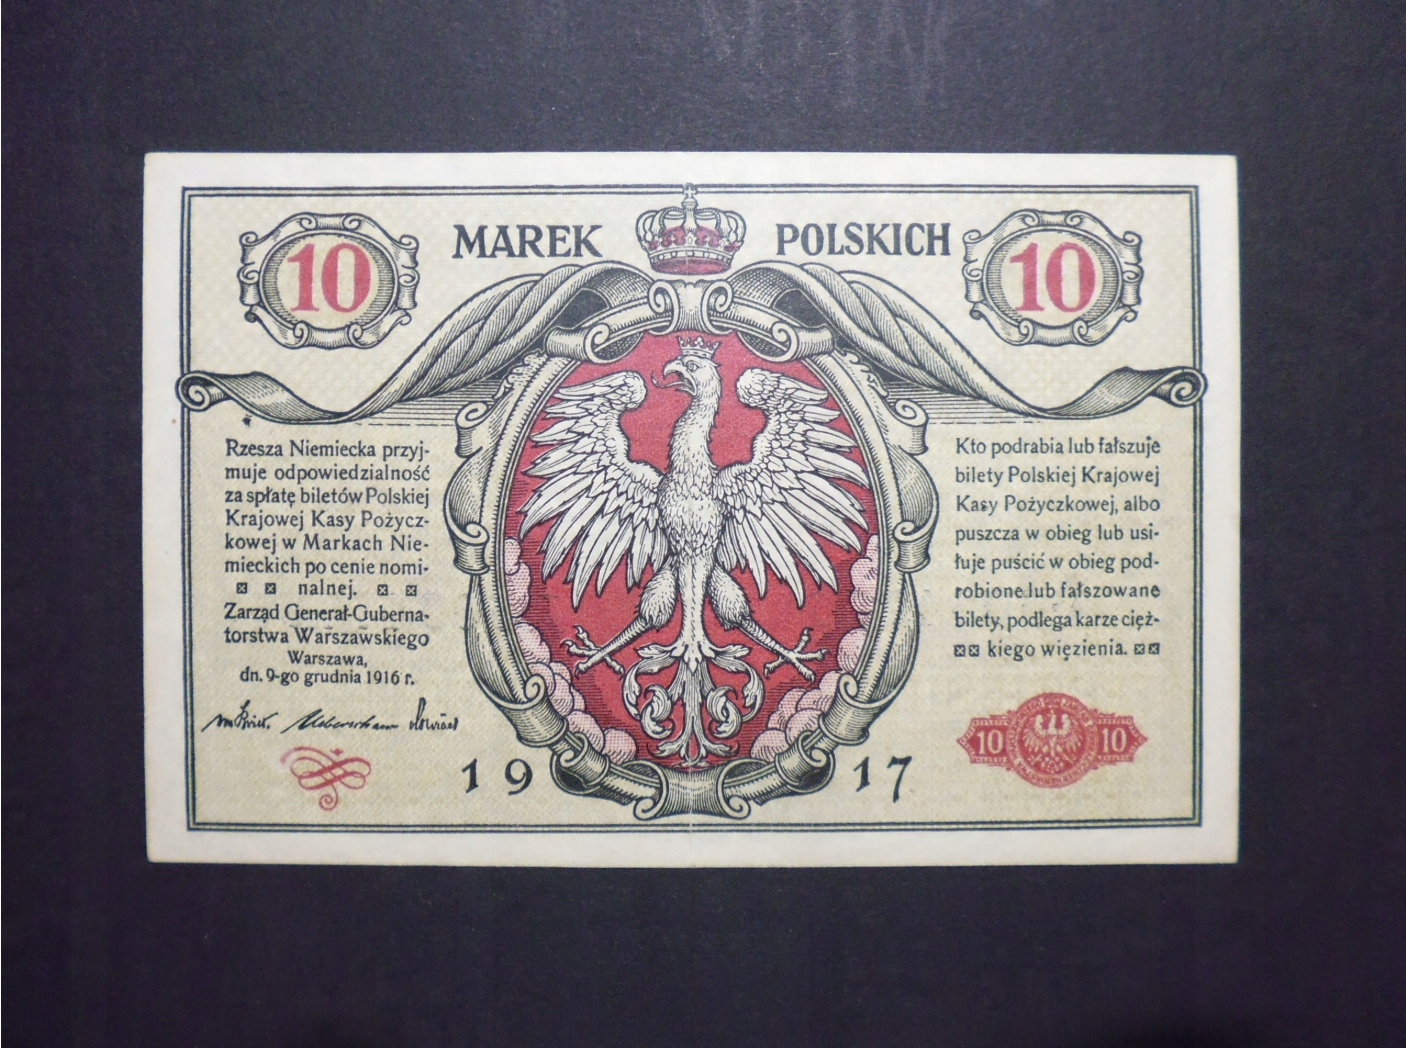 10
MAREK POLSKICH
10
Rzesza Niemiecka przyj-
muje odpowiedzialność
za spłatę biletów Polskiej
Krajowej Kasy Pożycz-
kowej w Markach Nie-
mieckich po cenie nomi-
nalnej.
Zarząd Generał-Guberna-
torstwa Warszawskiego
Warszawa,
dn. 9-go grudnia 1916 r.
Kto podrabia lub fałszuje
bilety Polskiej Krajowej
Kasy Pożyczkowej, albo
puszcza w obieg lub usi-
łuje puścić w obieg pod-
robione lub fałszowane
bilety, podlega karze cięż-
kiego więzienia.
1917
10 10